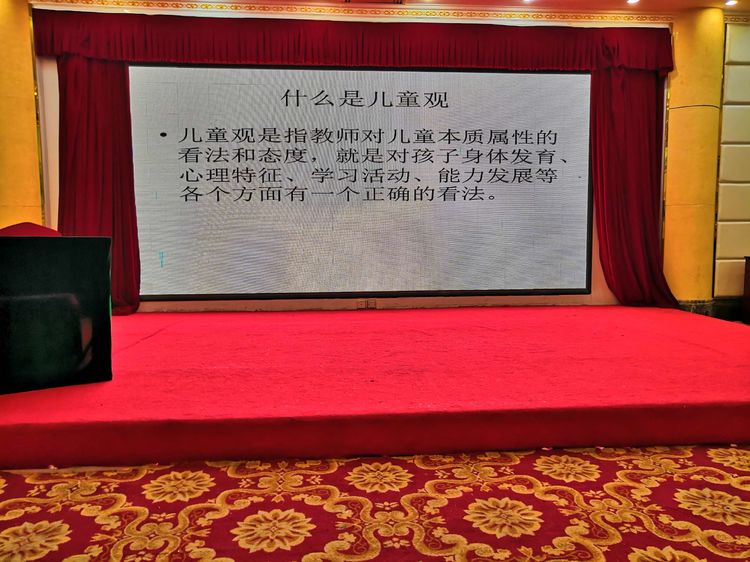 什么是儿童观
• 儿童观是指教师对儿童本质属性的
看法和态度，就是对孩子身体发育、
心理特征、学习活动、能力发展等
各个方面有一个正确的看法。